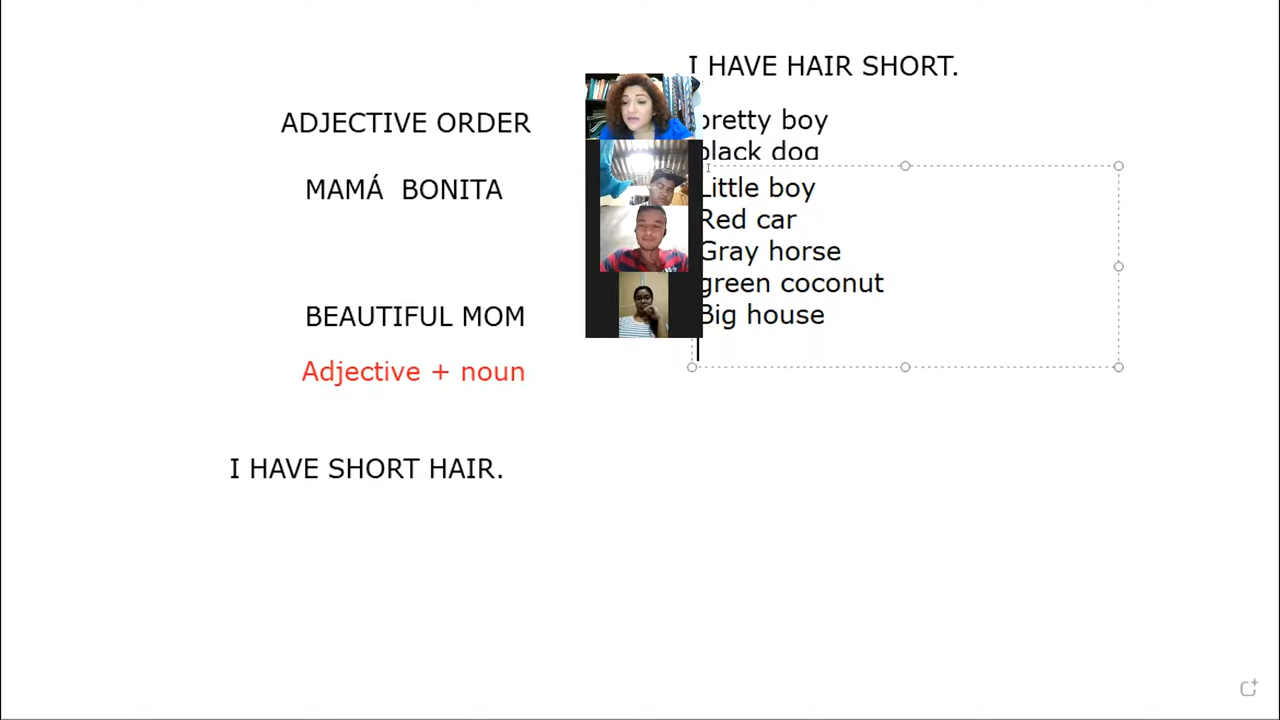 ADJECTIVE ORDER
MAMÁ BONITA
BEAUTIFUL MOM
Adjective + noun
I HAVE SHORT HAIR.
I HAVE HAIR SHORT.
pretty boy
black dog
Little boy
Red car
Gray horse
green coconut
Big house